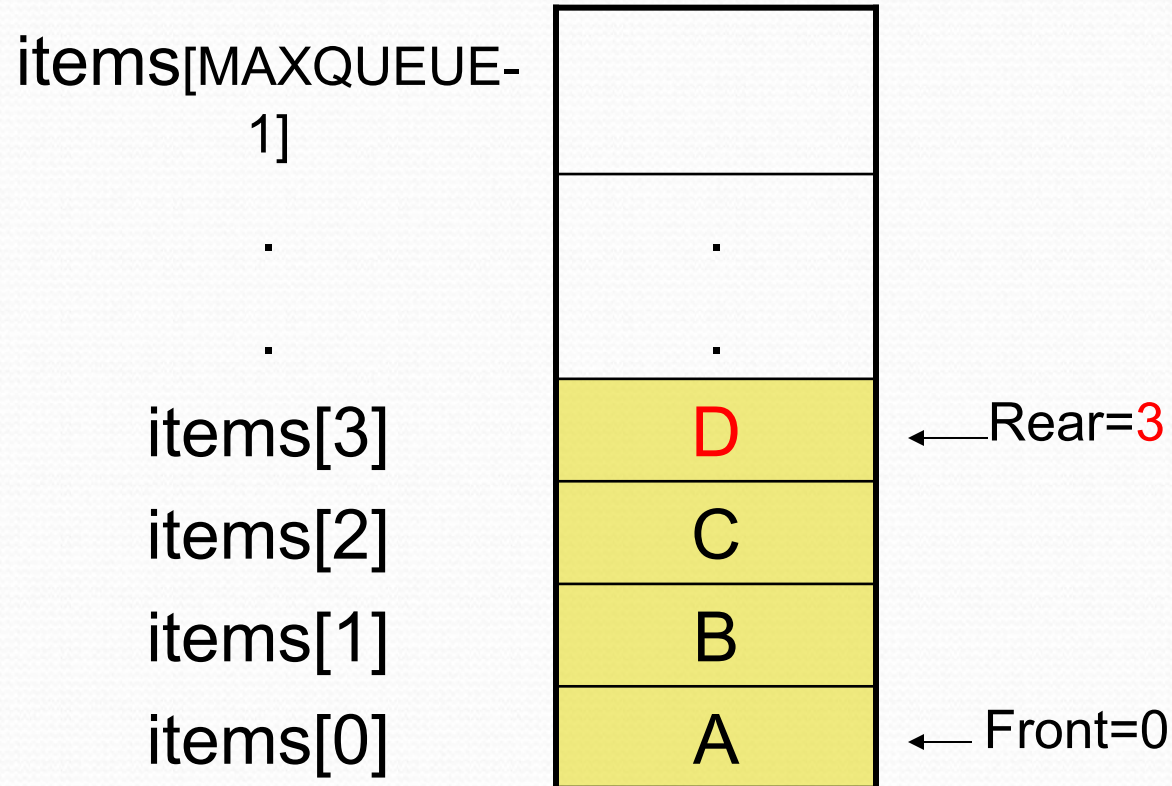 items[MAXQUEUE-
1]
. .
. .
items[3] D Rear=3
items[2] C
items[1] B
items[0] A Front=0